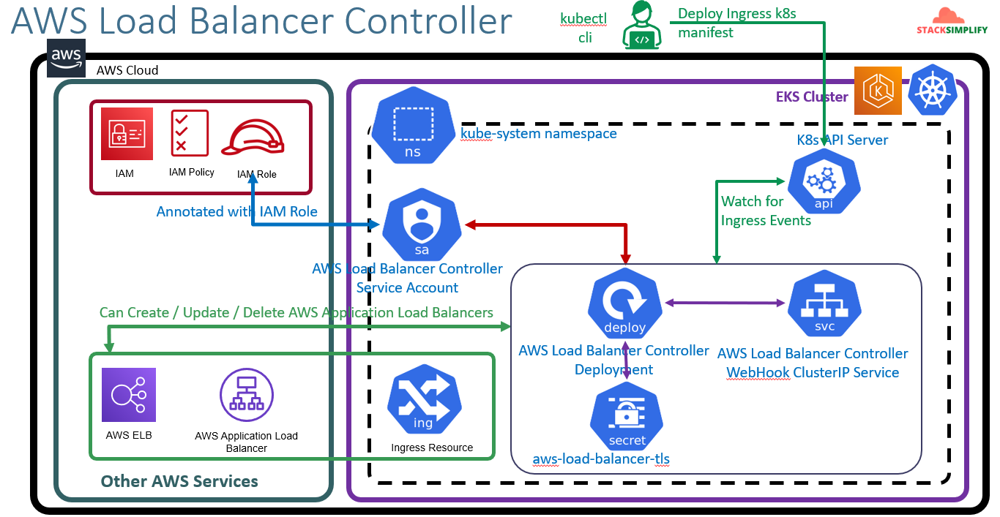 AWS Load Balancer Controller
kubectl
cli
Deploy Ingress k8s
manifest
STACKSIMPLIFY
aws
AWS Cloud
EKS Cluster
K
IAM
IAM Policy
IAM Role
ns
kube-system namespace
K8s API Server
api
Watch for
Ingress Events
Annotated with IAM Role
sa
AWS Load Balancer Controller
Service Account
Can Create / Update / Delete AWS Application Load Balancers
deploy
AWS Load Balancer Controller
Deployment
svc
AWS Load Balancer Controller
WebHook ClusterIP Service
secret
aws-load-balancer-tls
AWS ELB
AWS Application Load
Balancer
ing
Ingress Resource
Other AWS Services